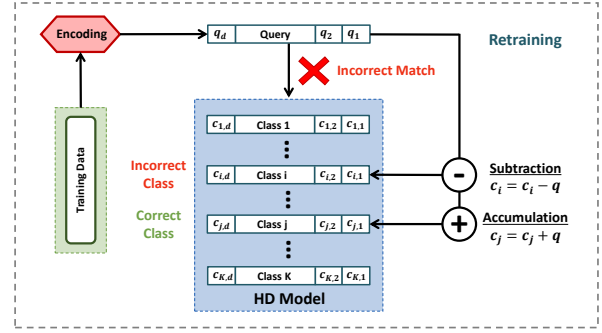 Encoding
q_d Query q_2 q_1
Retraining
Incorrect Match
c_{1,d} Class 1 c_{1,2} c_{1,1}
Training Data
Incorrect
Class
c_{i,d} Class i c_{i,2} c_{i,1}
-
Subtraction
c_i = c_i − q
Correct
Class
c_{j,d} Class j c_{j,2} c_{j,1}
+
Accumulation
c_j = c_j + q
c_{K,d} Class K c_{K,2} c_{K,1}
HD Model